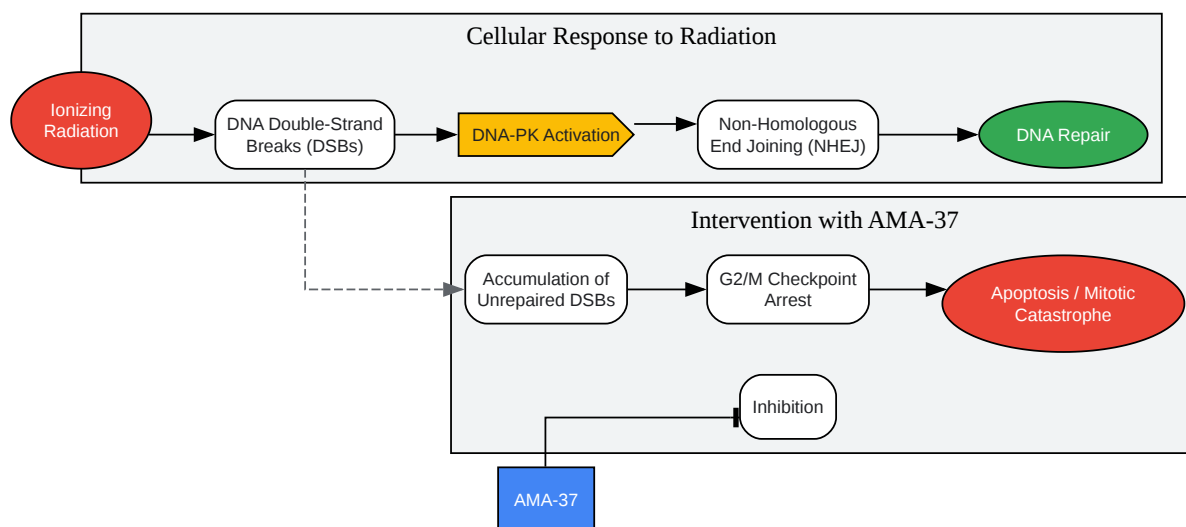 Cellular Response to Radiation
Ionizing
Radiation
DNA Double-Strand
Breaks (DSBs)
DNA-PK Activation
Non-Homologous
End Joining (NHEJ)
DNA Repair
Intervention with AMA-37
Accumulation of
Unrepaired DSBs
G2/M Checkpoint
Arrest
Apoptosis / Mitotic
Catastrophe
Inhibition
AMA-37